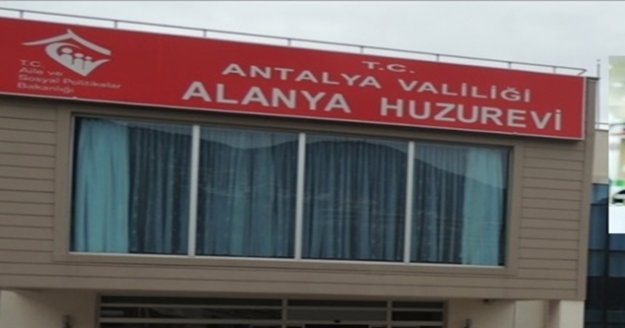 T.C.
Aile ve
Sosyal Politikalar
Bakanlığı
T.C.
ANTALYA VALİLİĞİ
ALANYA HUZUREVİ